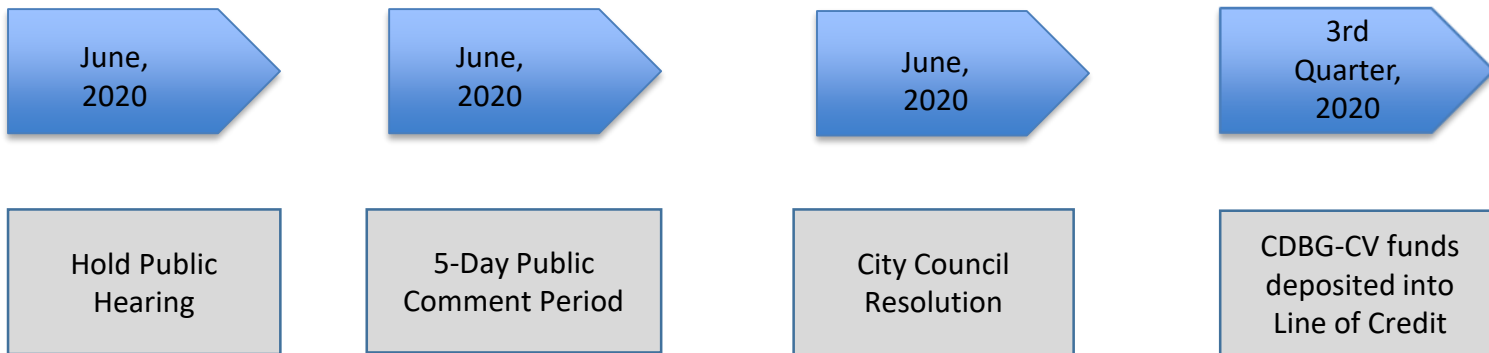 June,
2020
June,
2020
June,
2020
3rd
Quarter,
2020
Hold Public
Hearing
5-Day Public
Comment Period
City Council
Resolution
CDBG-CV funds
deposited into
Line of Credit